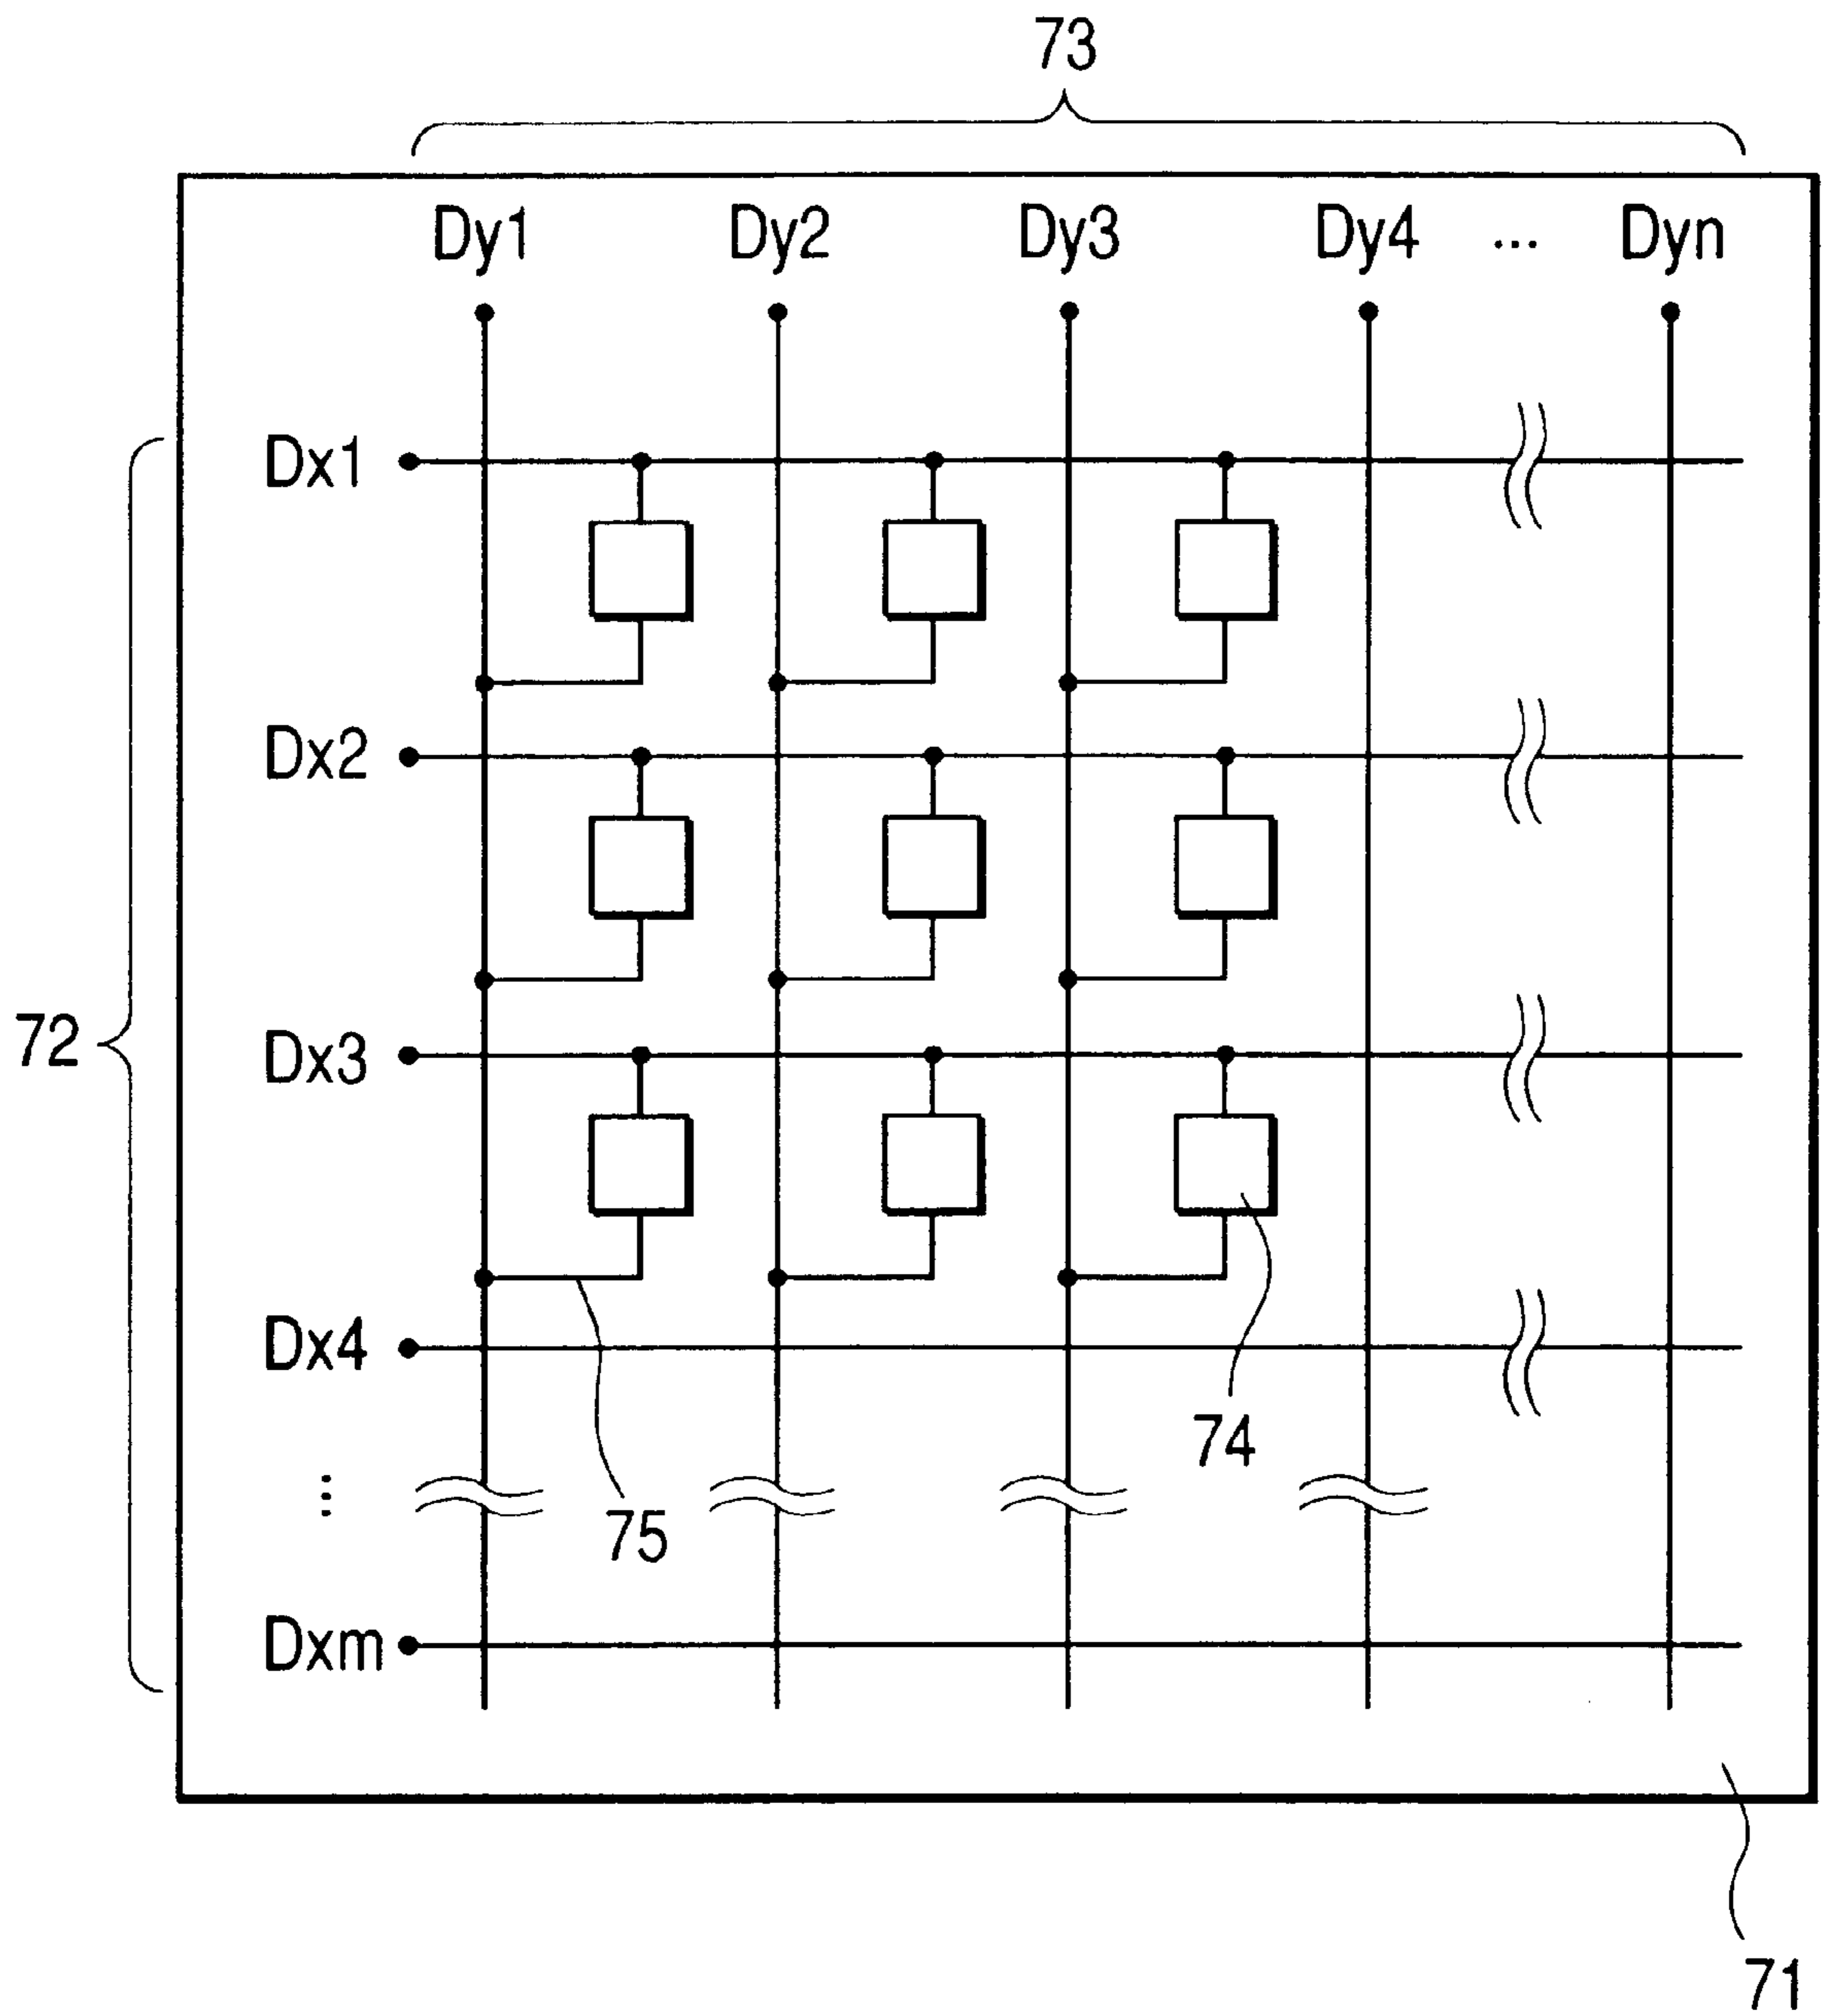 73
Dy1 Dy2 Dy3 Dy4 ... Dyn
Dx1
Dx2
72
Dx3
Dx4
74
⋮
75
Dxm
71